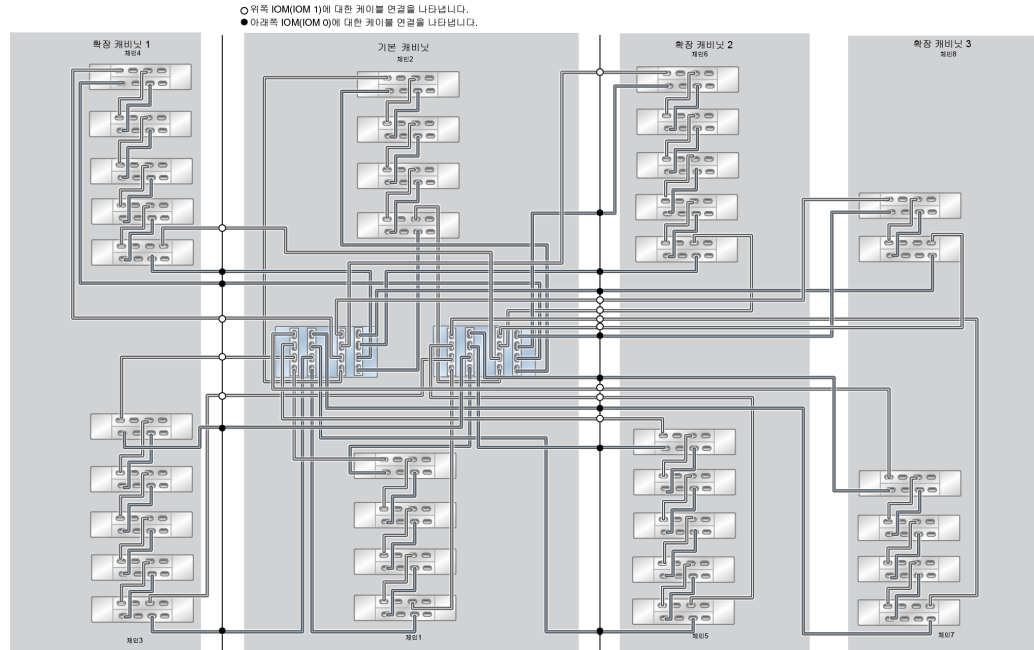 위쪽 IOM(IOM 1)에 대한 케이블 연결을 나타냅니다.
아래쪽 IOM(IOM 0)에 대한 케이블 연결을 나타냅니다.
확장 캐비닛 1
체인4
기본 캐비닛
체인2
확장 캐비닛 2
체인6
확장 캐비닛 3
체인8
체인3
체인1
체인5
체인7